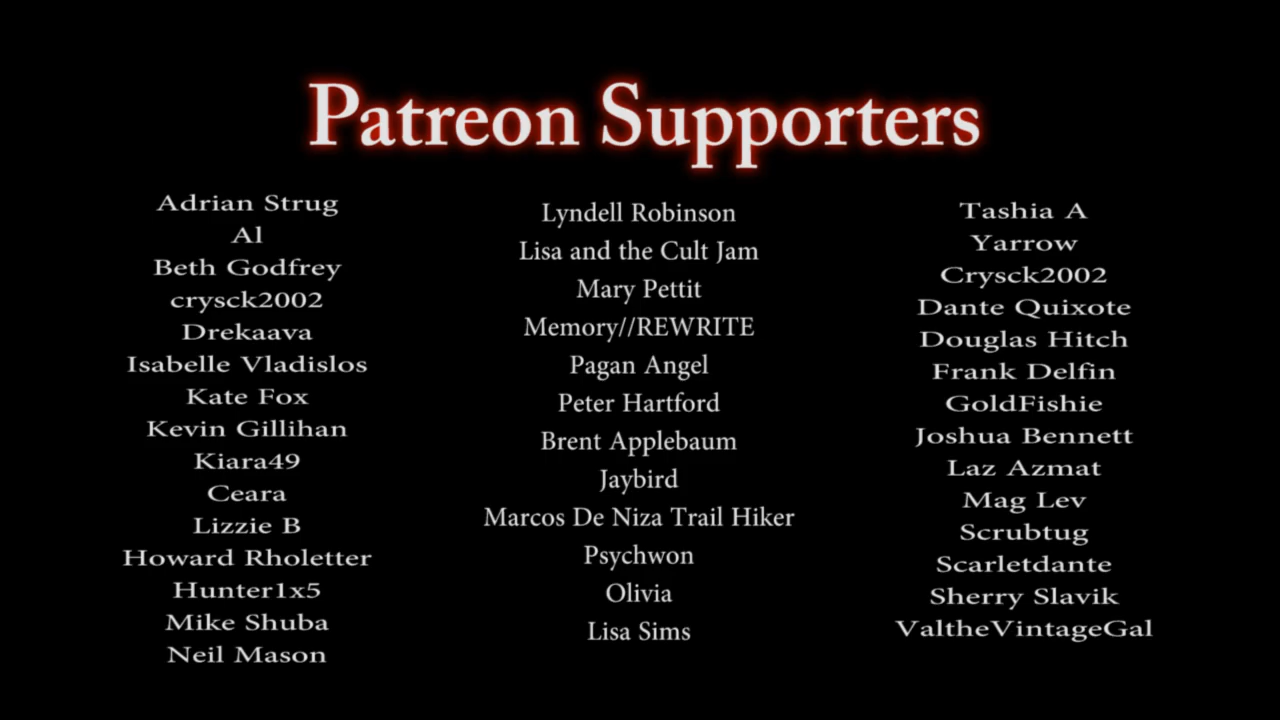 Patreon Supporters
Adrian Strug
Al
Beth Godfrey
crysck2002
Drekaava
Isabelle Vladislos
Kate Fox
Kevin Gillihan
Kiara49
Ceara
Lizzie B
Howard Rholetter
Hunter1x5
Mike Shuba
Neil Mason
Lyndell Robinson
Lisa and the Cult Jam
Mary Pettit
Memory//REWRITE
Pagan Angel
Peter Hartford
Brent Applebaum
Jaybird
Marcos De Niza Trail Hiker
Psychwon
Olivia
Lisa Sims
Tashia A
Yarrow
Crysck2002
Dante Quixote
Douglas Hitch
Frank Delfin
GoldFishie
Joshua Bennett
Laz Azmat
Mag Lev
Scrubtug
Scarletdante
Sherry Slavik
ValtheVintageGal